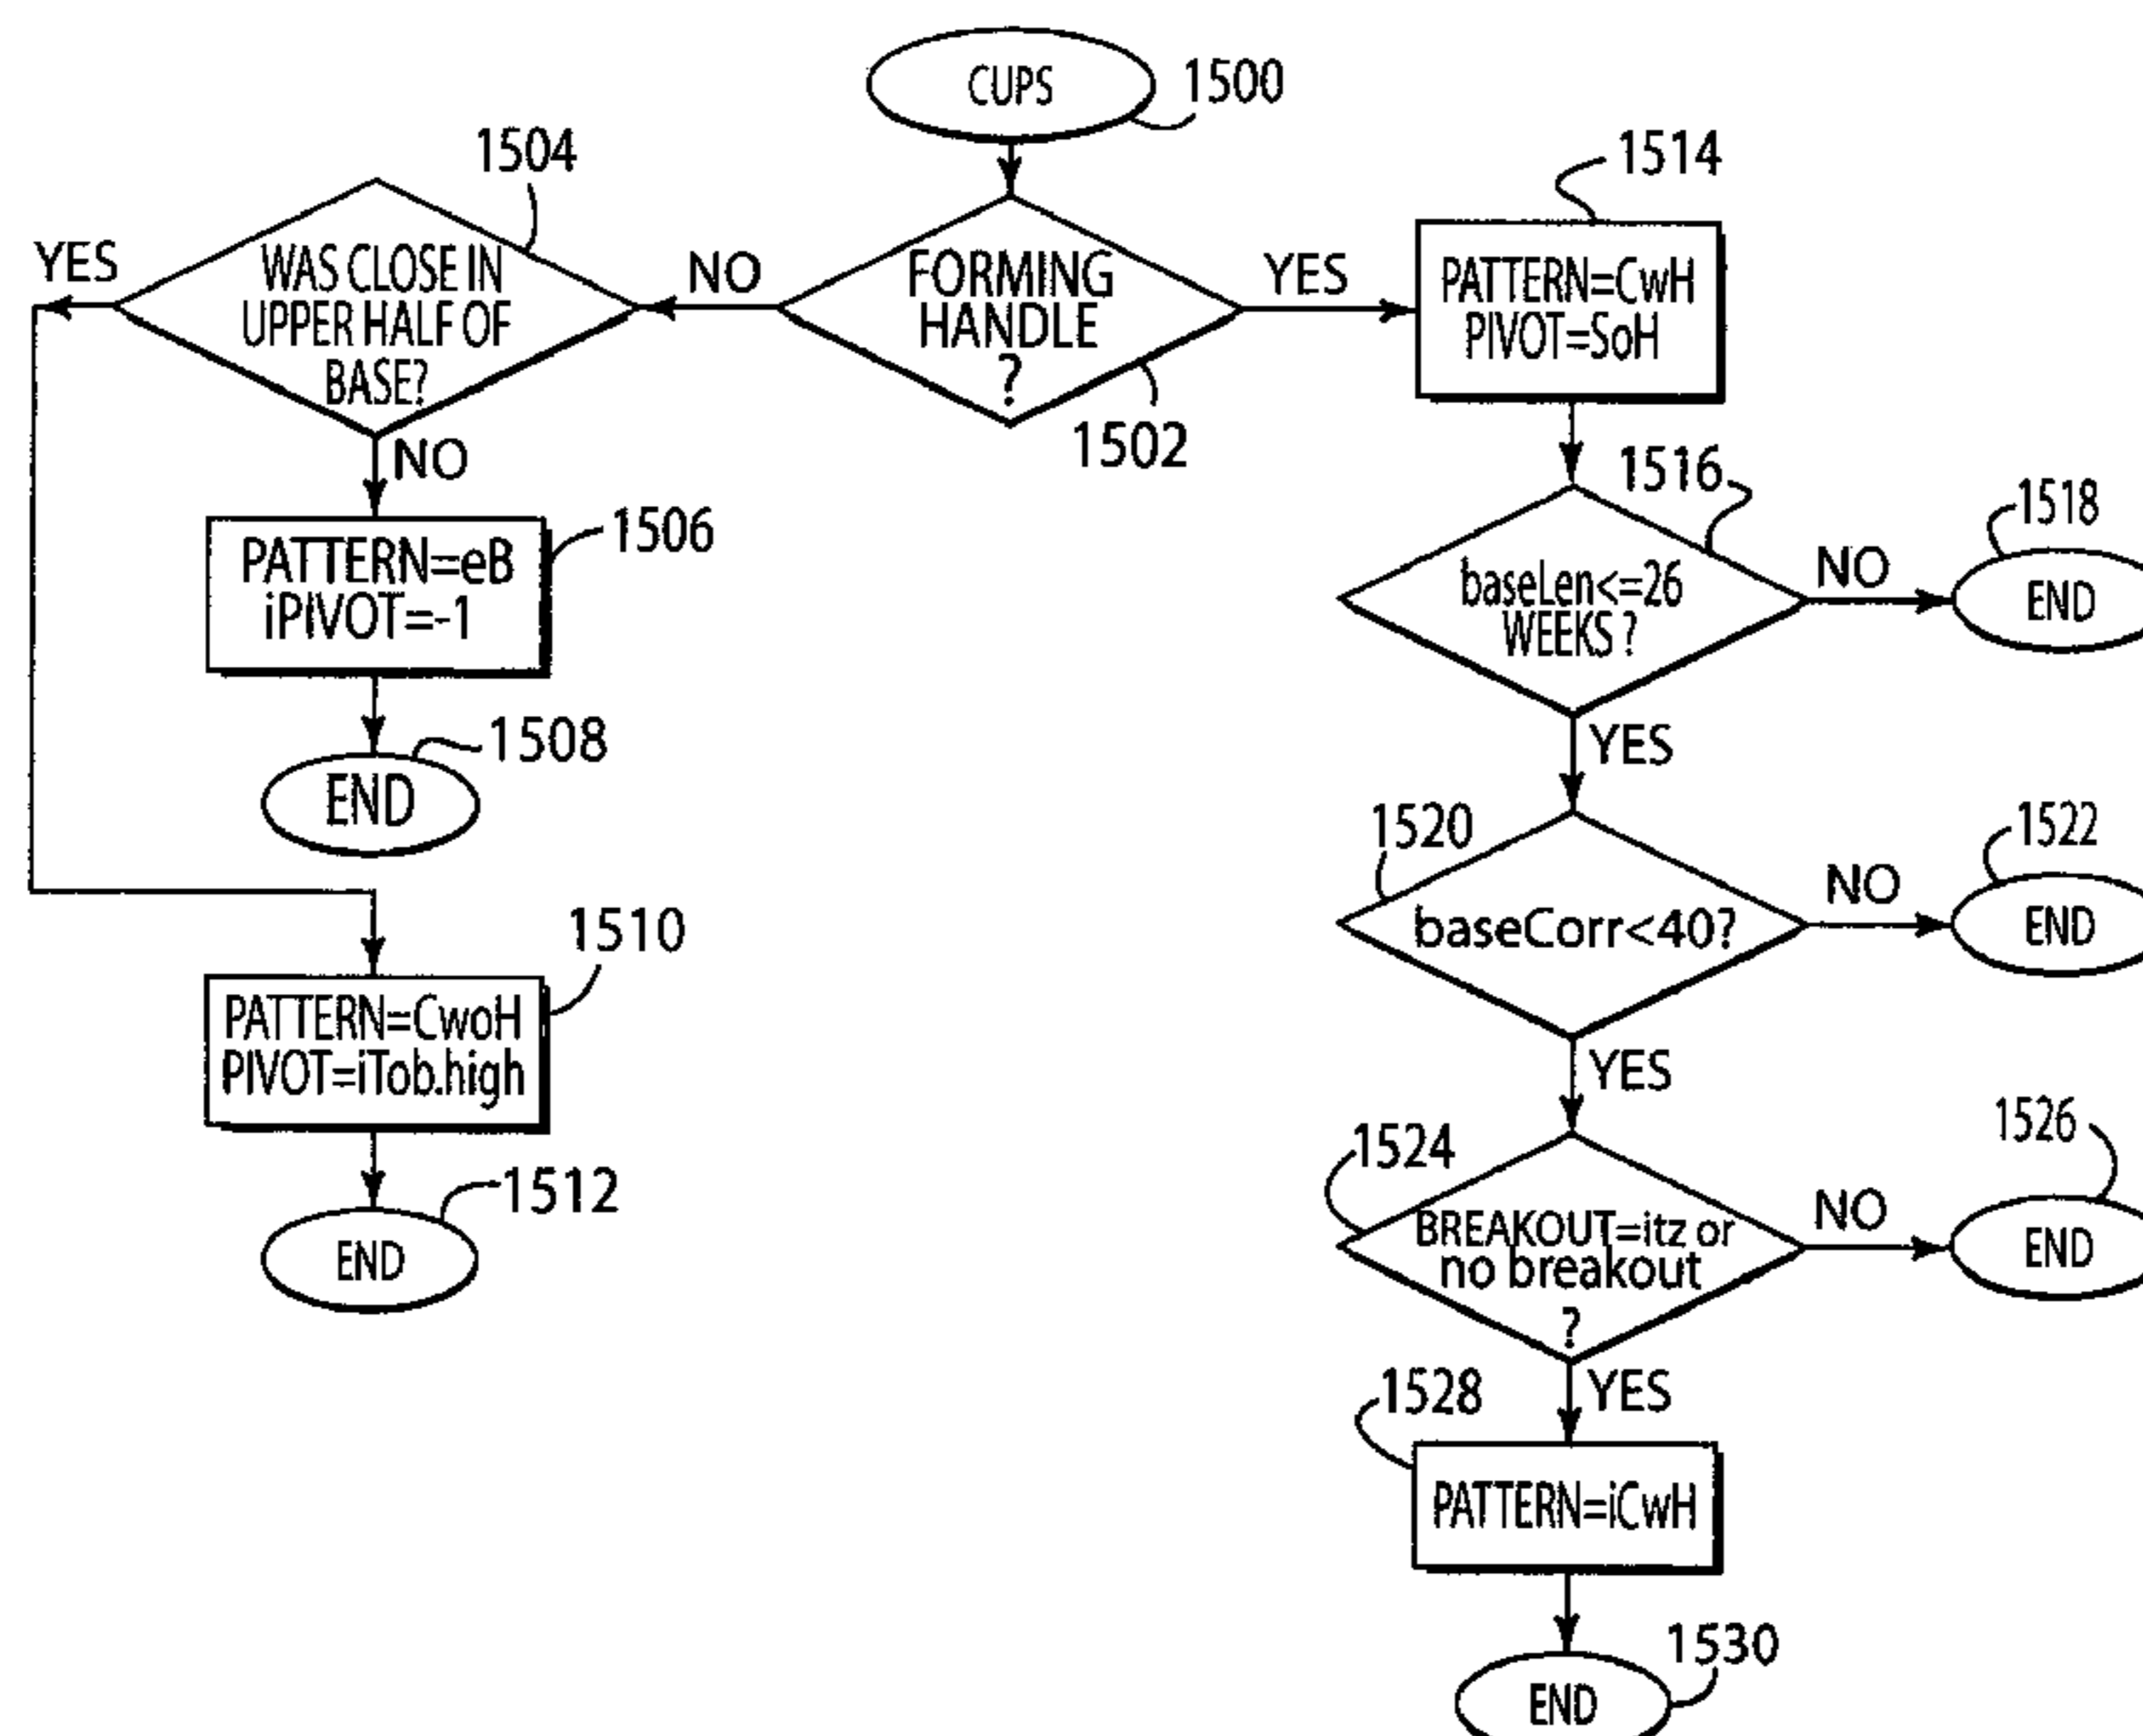 CUPS
1500
1504
1514
YES
WAS CLOSE IN
UPPER HALF OF
BASE?
NO
FORMING
HANDLE
?
YES
PATTERN=CwH
PIVOT=SoH
1502
NO
1516
1518
1506
PATTERN=eB
iPIVOT=-1
baseLen<=26
WEEKS ?
NO
END
1508
YES
END
1520
1522
1510
baseCorr<40?
NO
END
PATTERN=CwoH
PIVOT=iTob.high
YES
1524
1526
1512
BREAKOUT=itz or
no breakout
?
NO
END
END
1528
YES
PATTERN=iCwH
1530
END